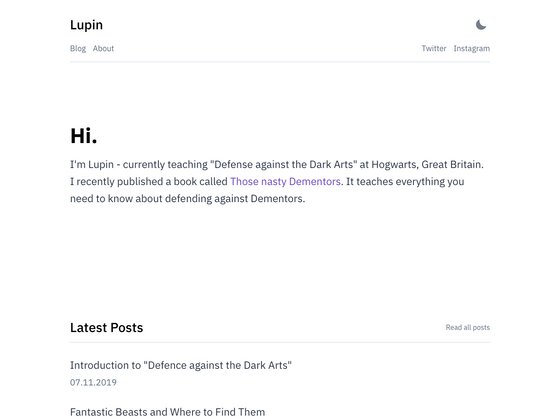 Lupin
Blog About Twitter Instagram
Hi.
I'm Lupin - currently teaching "Defense against the Dark Arts" at Hogwarts, Great Britain.
I recently published a book called Those nasty Dementors. It teaches everything you
need to know about defending against Dementors.
Latest Posts Read all posts
Introduction to "Defence against the Dark Arts"
07.11.2019
Fantastic Beasts and Where to Find Them